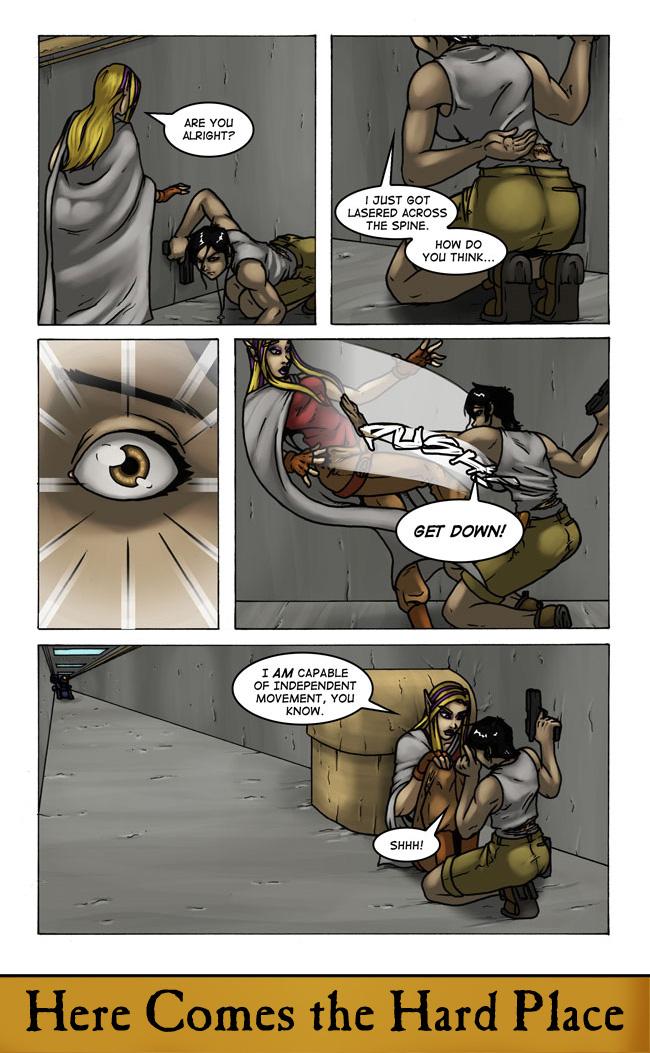 ARE YOU
ALRIGHT?
I JUST GOT
LASERED ACROSS
THE SPINE.
HOW DO
YOU THINK...
GET DOWN!
I AM CAPABLE
OF INDEPENDENT
MOVEMENT, YOU
KNOW.
SHHH!
Here Comes the Hard Place